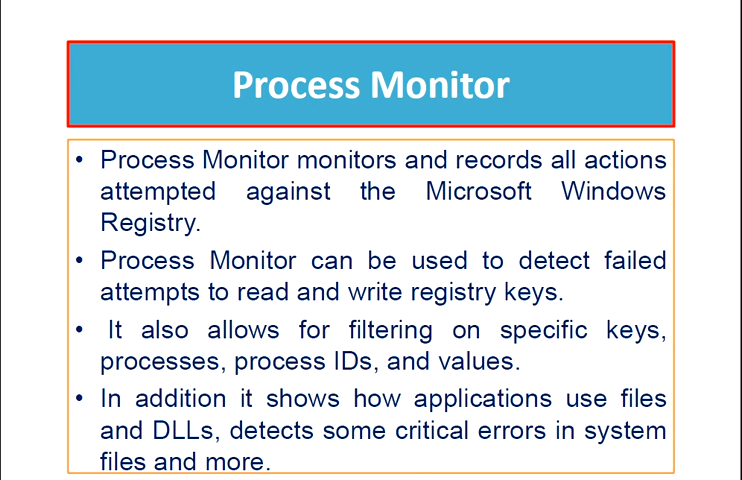 Process Monitor
• Process Monitor monitors and records all actions
attempted against the Microsoft Windows
Registry.
• Process Monitor can be used to detect failed
attempts to read and write registry keys.
• It also allows for filtering on specific keys,
processes, process IDs, and values.
• In addition it shows how applications use files
and DLLs, detects some critical errors in system
files and more.